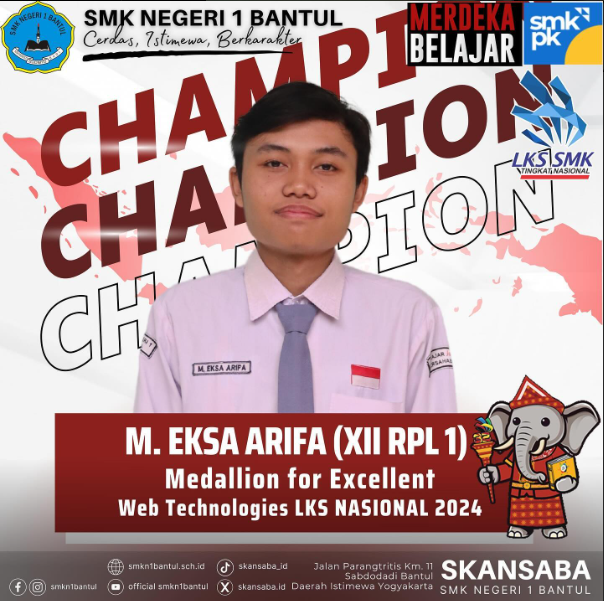 SMK NEGERI 1 BANTUL
Cerdas, Istimewa, Berkarakter
MERDEKA
BELAJAR
smk
pk
LKS SMK
TINGKAT NASIONAL
CHAMPION
CHAMPION
CHAMPION
M. EKSA ARIFA
M. EKSA ARIFA (XII RPL 1)
Medallion for Excellent
Web Technologies LKS NASIONAL 2024
smkn1bantul.sch.id
skansaba_id
smkn1bantul
official smkn1bantul
skansaba.id
Jalan Parangtritis Km. 11
Sabdodadi Bantul
Daerah Istimewa Yogyakarta
SKANSABA
SMK NEGERI 1 BANTUL